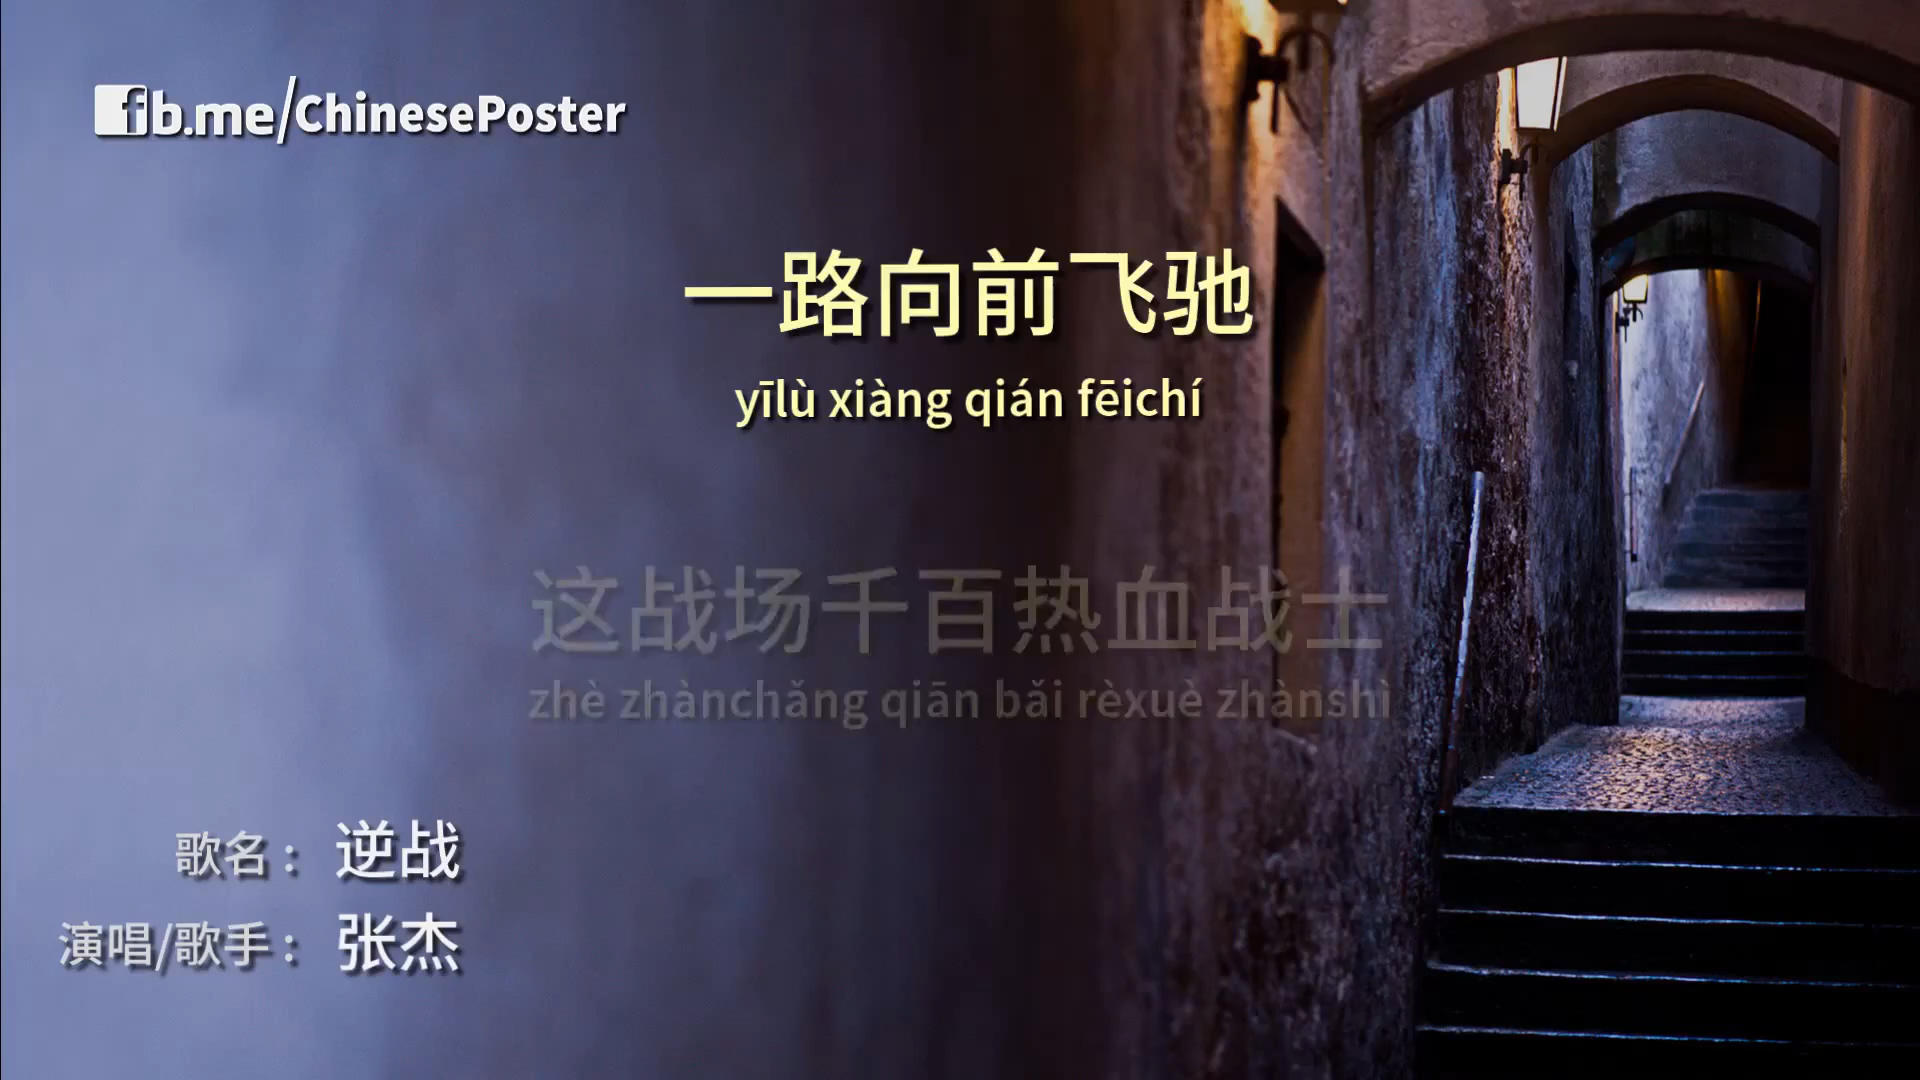 fb.me/ChinesePoster
一路向前飞驰
yīlù xiàng qián fēichí
这战场千百热血战士
zhè zhànchǎng qiān bǎi rèxuè zhànshì
歌名： 逆战
演唱/歌手： 张杰